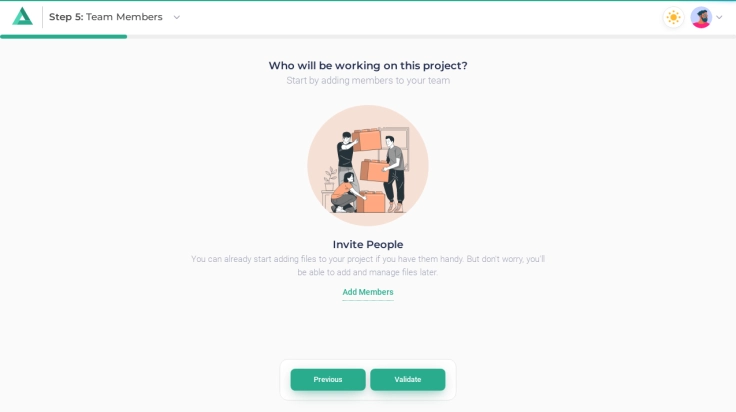 Step 5: Team Members
Who will be working on this project?
Start by adding members to your team
Invite People
You can already start adding files to your project if you have them handy. But don't worry, you'll
be able to add and manage files later.
Add Members
Previous
Validate